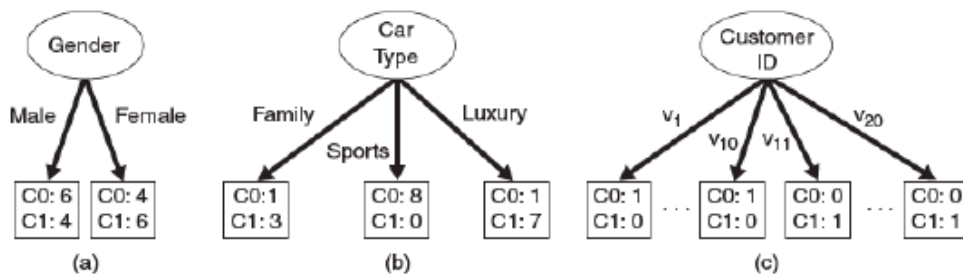 Gender
Male
Female
C0: 6
C1: 4
C0: 4
C1: 6
(a)
Car
Type
Family
Sports
Luxury
C0:1
C1: 3
C0: 8
C1: 0
C0: 1
C1: 7
(b)
Customer
ID
v1
v10
v11
v20
C0: 1
C1: 0
. . .
C0: 1
C1: 0
C0: 0
C1: 1
. . .
C0: 0
C1: 1
(c)